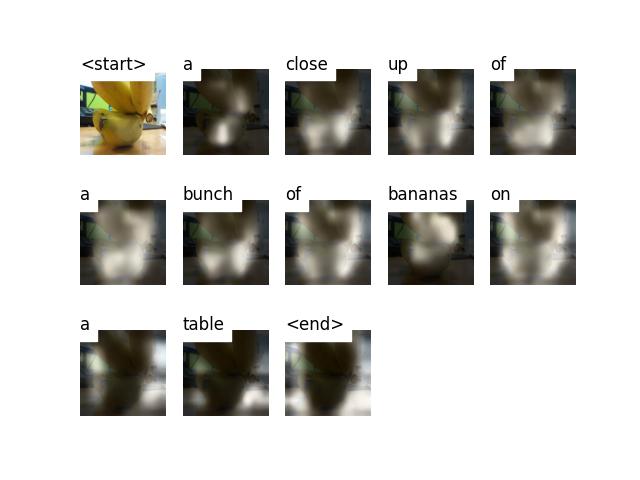 <start> a close up of
a bunch of bananas on
a table <end>